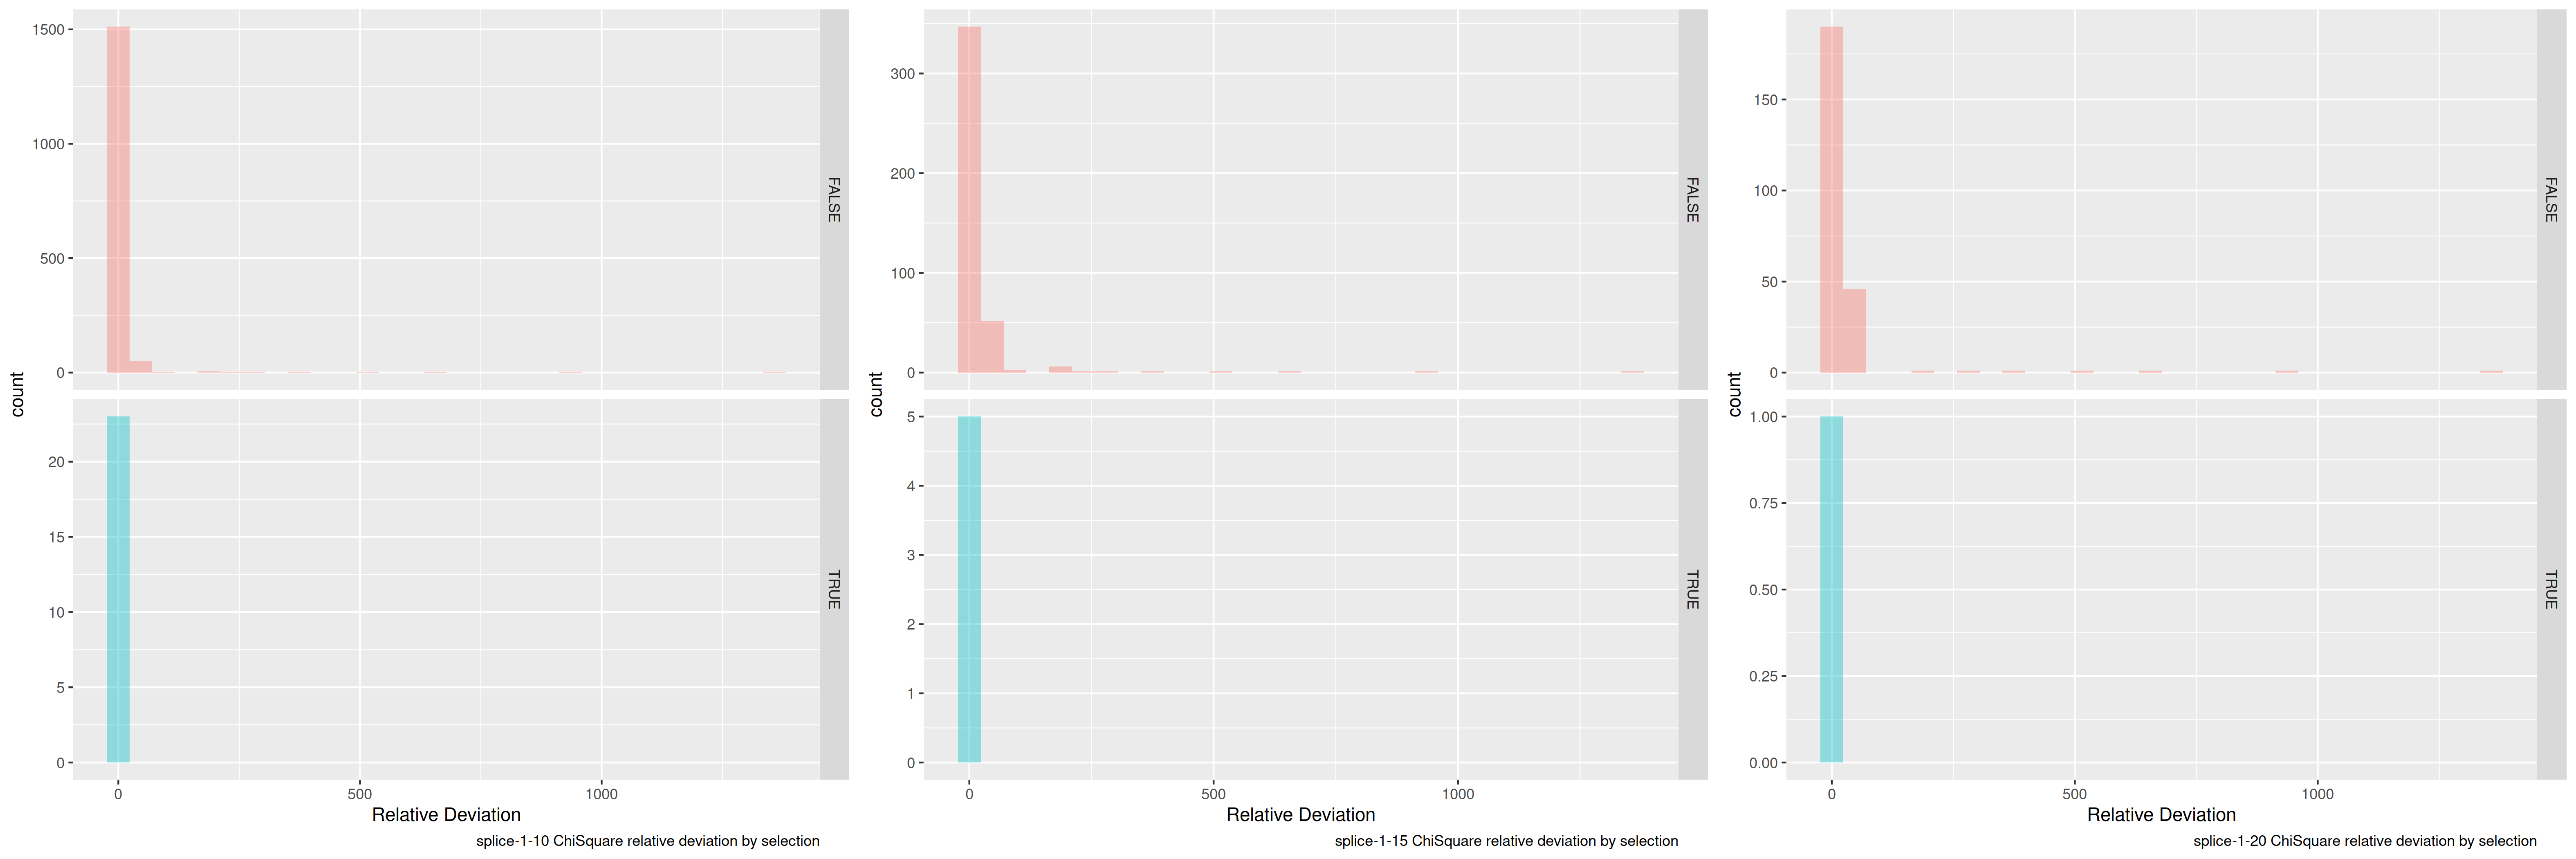 count
1500
1000
500
0
FALSE
20
15
10
5
0
TRUE
0 500 1000
Relative Deviation
splice-1-10 ChiSquare relative deviation by selection
count
300
200
100
0
FALSE
5
4
3
2
1
0
TRUE
0 500 1000
Relative Deviation
splice-1-15 ChiSquare relative deviation by selection
count
150
100
50
0
FALSE
1.00
0.75
0.50
0.25
0.00
TRUE
0 500 1000
Relative Deviation
splice-1-20 ChiSquare relative deviation by selection